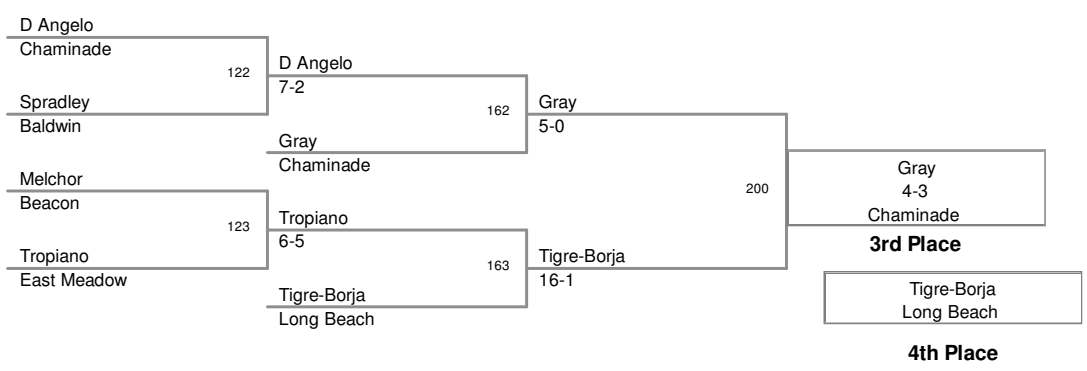 D Angelo
Chaminade
122
Spradley
Baldwin
D Angelo
7-2
162
Gray
Chaminade
Gray
5-0
Melchor
Beacon
123
Tropiano
East Meadow
Tropiano
6-5
163
Tigre-Borja
Long Beach
Tigre-Borja
16-1
200
Gray
4-3
Chaminade
3rd Place
Tigre-Borja
Long Beach
4th Place